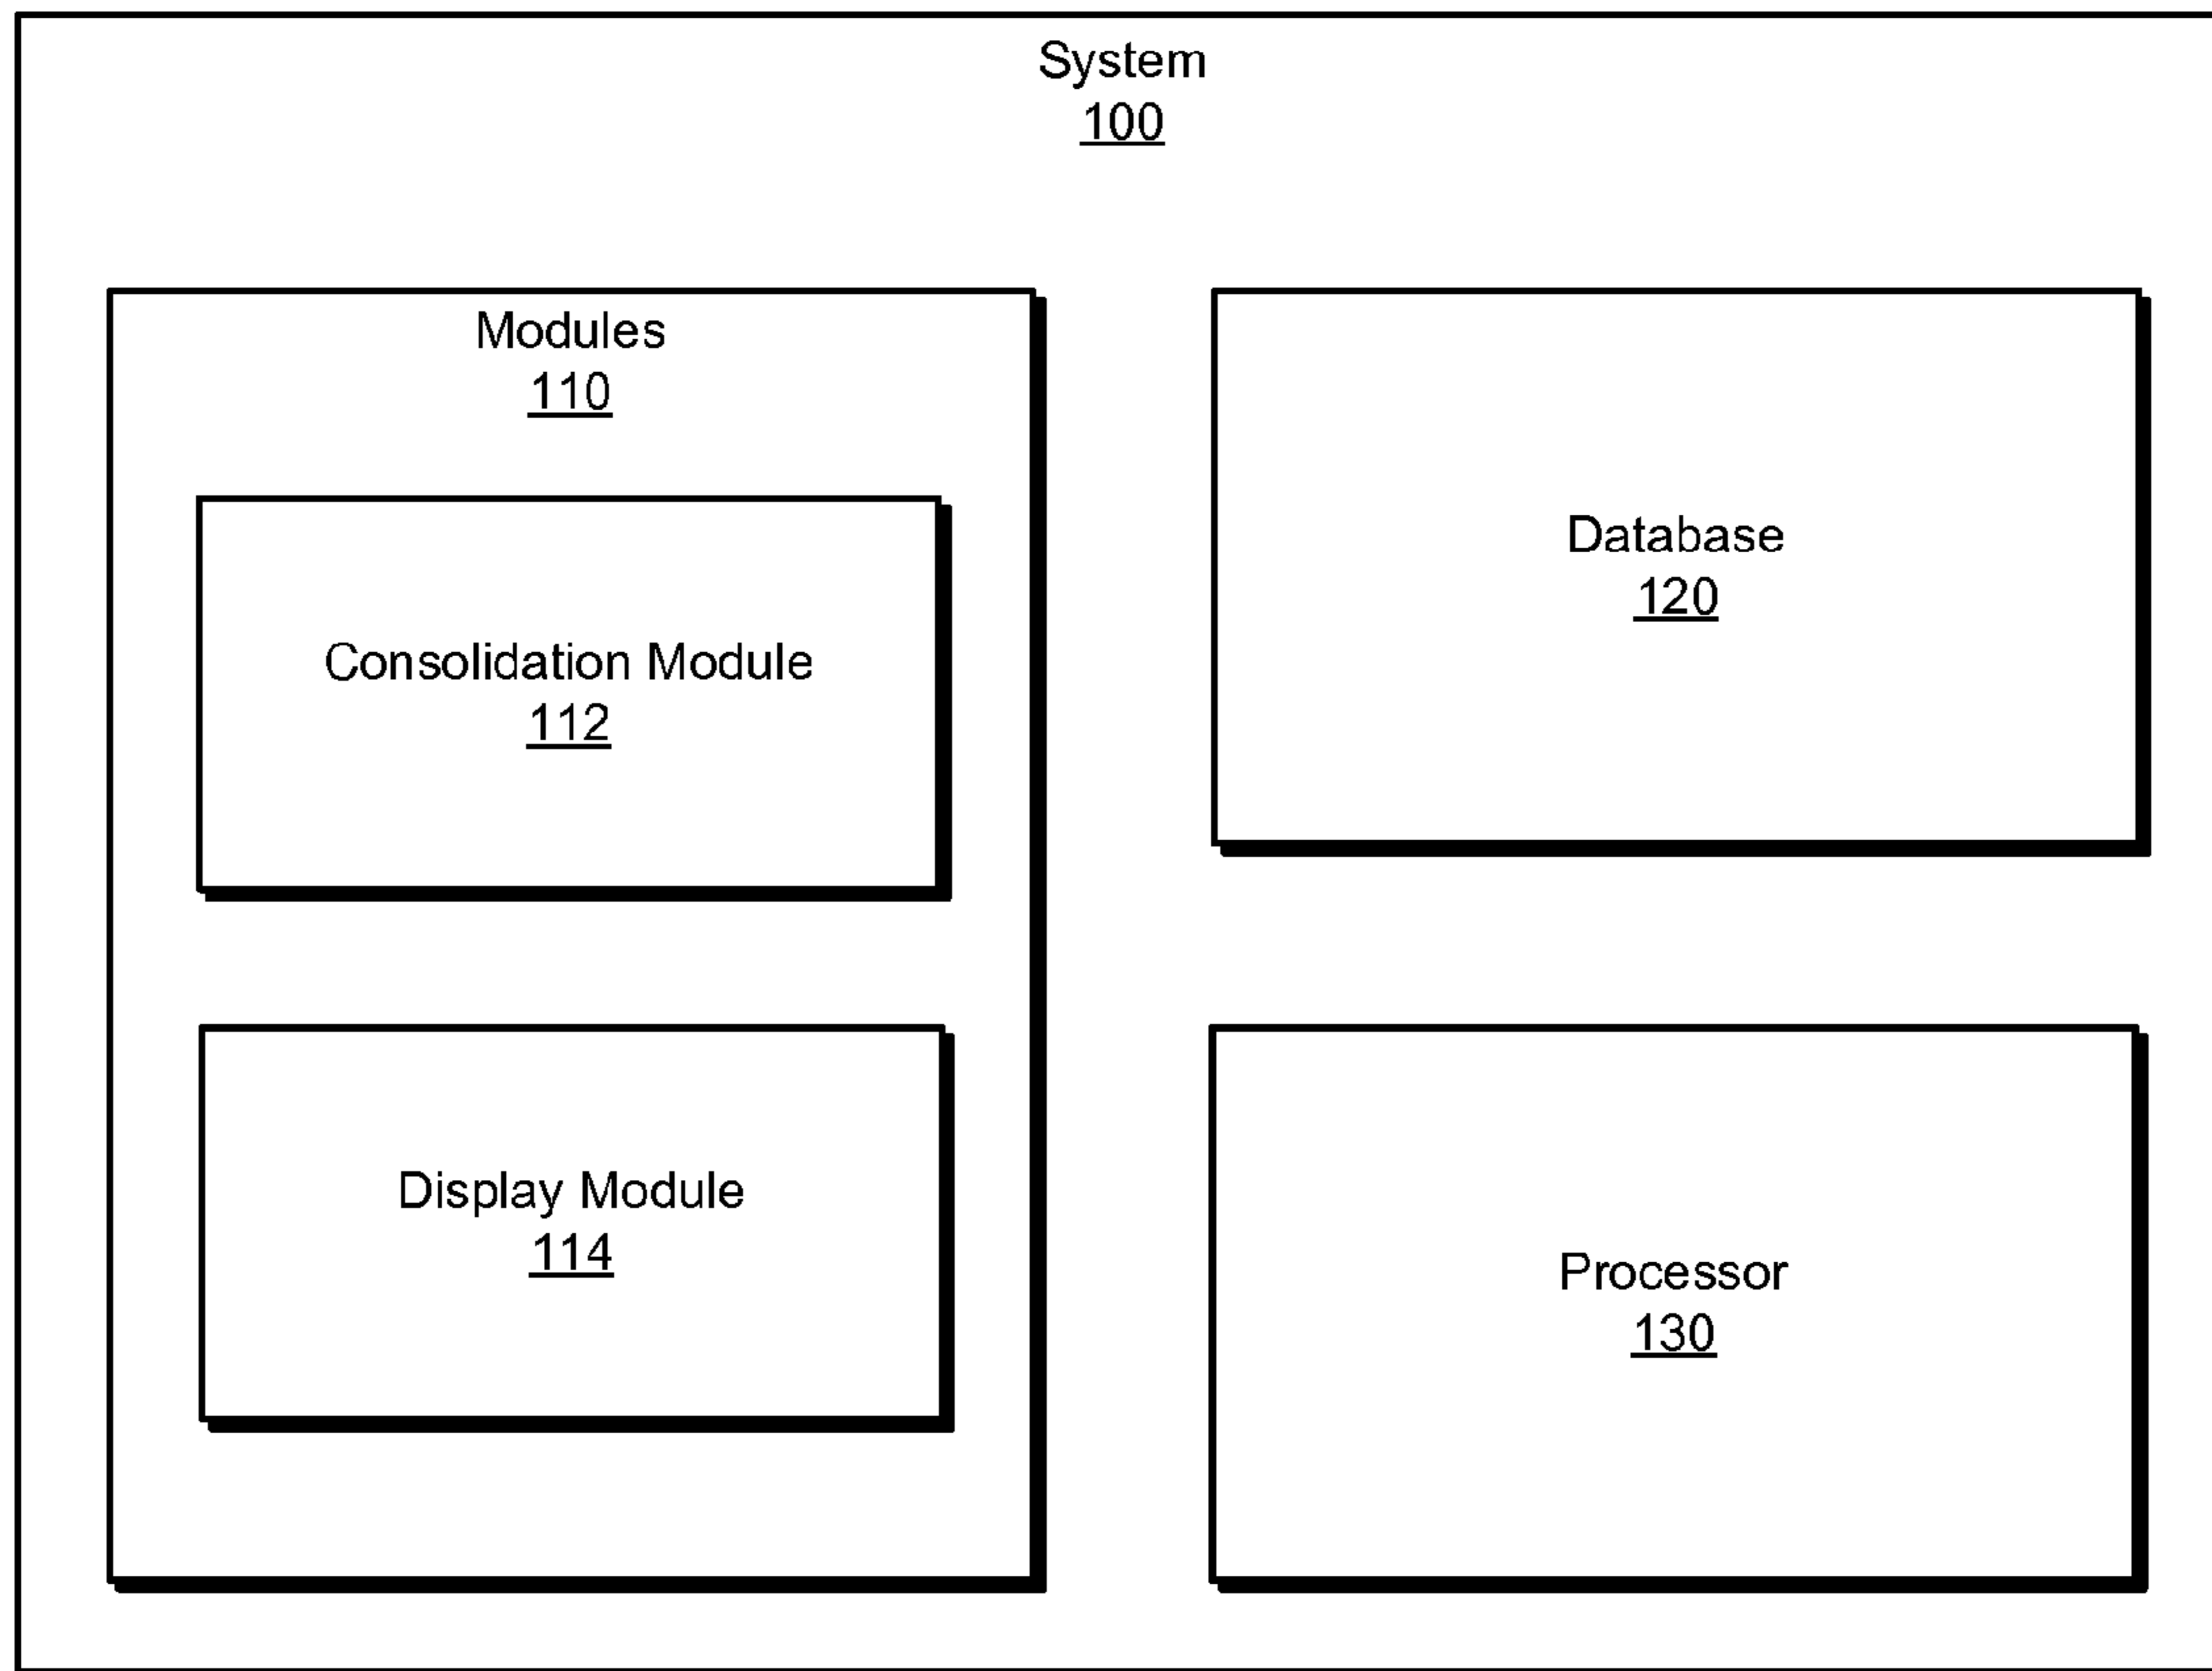 System
100
Modules
110
Consolidation Module
112
Display Module
114
Database
120
Processor
130